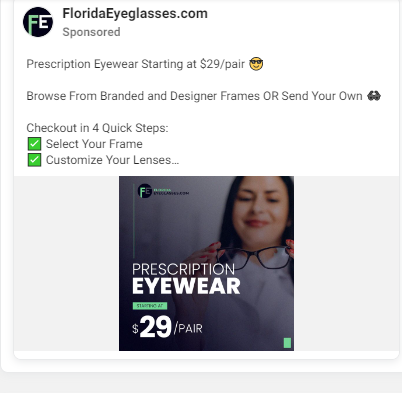 FE
FloridaEyeglasses.com
Sponsored
Prescription Eyewear Starting at $29/pair 😎
Browse From Branded and Designer Frames OR Send Your Own 👓
Checkout in 4 Quick Steps:
✅ Select Your Frame
✅ Customize Your Lenses...
FE
PRESCRIPTION
EYEWEAR
STARTING AT
$29/PAIR